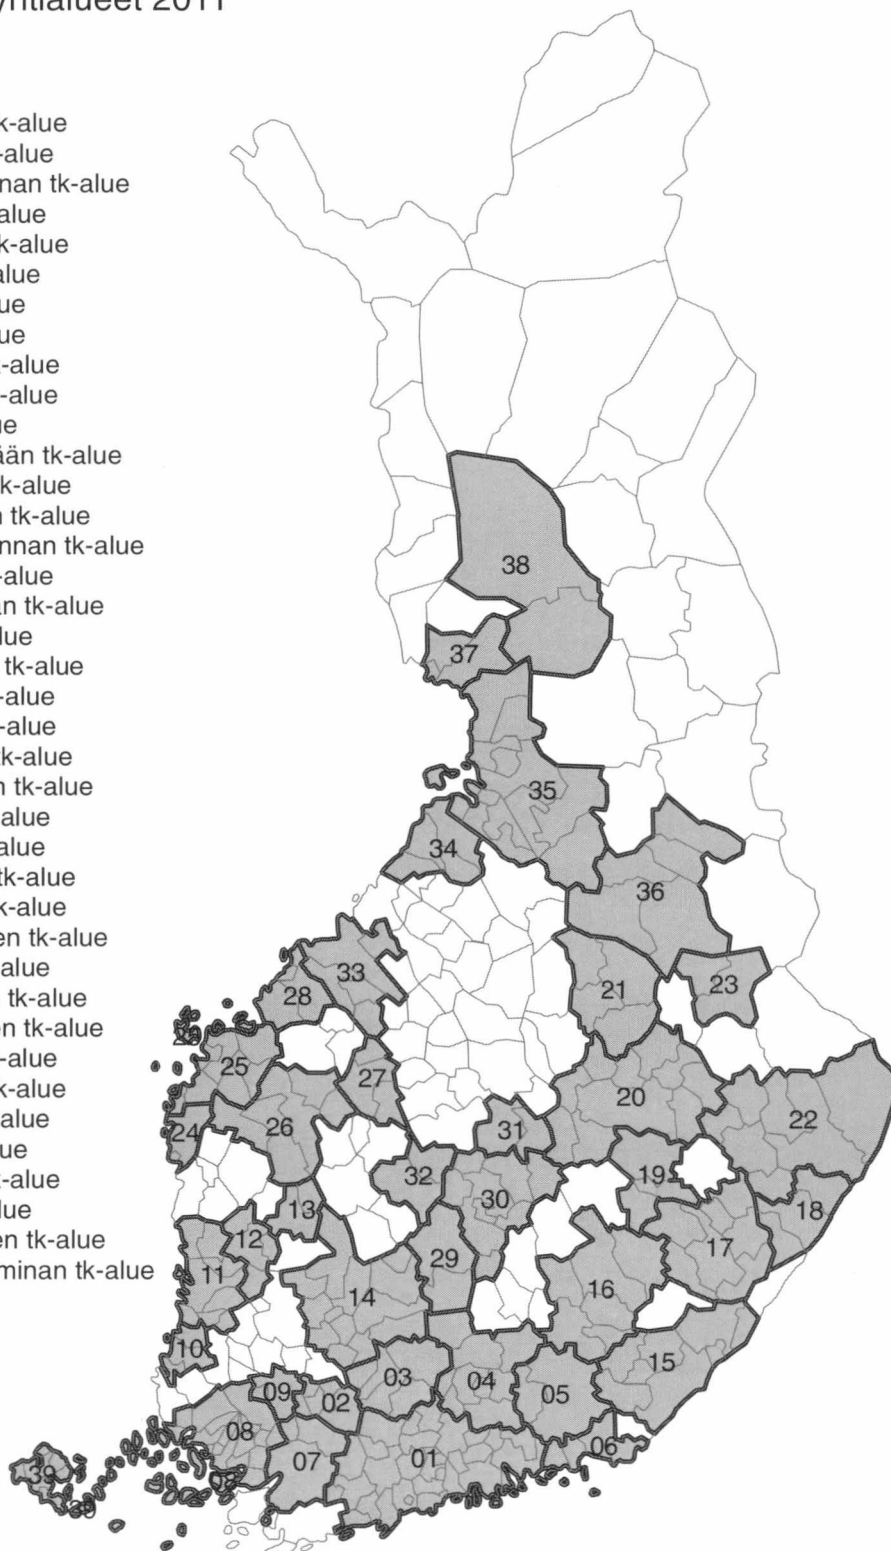 yntialueet 2011
k-alue
-alue
nan tk-alue
alue
k-alue
alue
ue
ue
-alue
-alue
ue
ään tk-alue
k-alue
n tk-alue
nnan tk-alue
-alue
an tk-alue
lue
tk-alue
-alue
-alue
tk-alue
n tk-alue
alue
alue
tk-alue
k-alue
en tk-alue
alue
n tk-alue
en tk-alue
-alue
k-alue
-alue
ue
k-alue
lue
en tk-alue
minan tk-alue
38
37
35
34
36
33
28
21
23
25
27
20
22
24
26
31
32
19
30
13
18
12
17
11
29
16
14
10
15
03
04
09
02
05
08
06
07
01
39